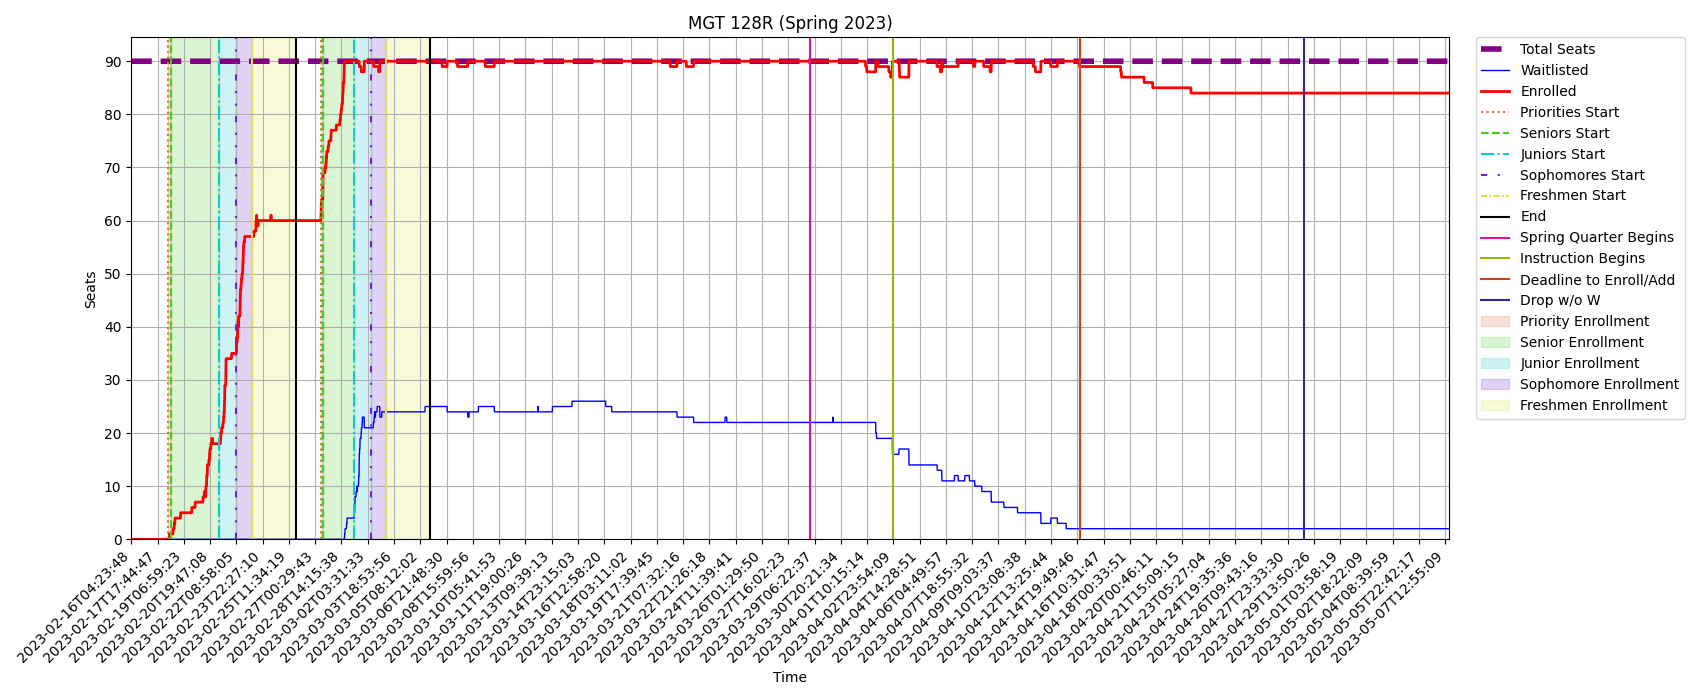 MGT 128R (Spring 2023)
Seats
90
80
70
60
50
40
30
20
10
0
2023-02-16T04:23:48
2023-02-17T17:44:47
2023-02-19T06:59:23
2023-02-20T19:47:08
2023-02-22T08:58:05
2023-02-23T22:27:10
2023-02-25T11:34:19
2023-02-27T00:29:43
2023-02-28T14:15:38
2023-03-02T03:31:33
2023-03-03T18:53:56
2023-03-05T08:12:02
2023-03-06T21:48:30
2023-03-08T15:59:56
2023-03-10T05:41:53
2023-03-11T19:00:26
2023-03-13T09:39:13
2023-03-14T23:15:03
2023-03-16T12:58:20
2023-03-18T03:11:02
2023-03-19T17:39:45
2023-03-21T07:32:16
2023-03-22T21:26:18
2023-03-24T11:39:41
2023-03-26T01:29:50
2023-03-27T16:02:23
2023-03-29T06:22:37
2023-03-30T20:21:34
2023-04-01T10:15:14
2023-04-02T23:54:09
2023-04-04T14:28:51
2023-04-06T04:49:57
2023-04-07T18:55:32
2023-04-09T09:03:37
2023-04-10T23:08:38
2023-04-12T13:25:44
2023-04-14T19:49:46
2023-04-16T10:31:47
2023-04-18T00:33:51
2023-04-20T00:46:11
2023-04-21T15:09:15
2023-04-23T05:27:04
2023-04-24T19:35:36
2023-04-26T09:43:16
2023-04-27T23:33:30
2023-04-29T13:50:26
2023-05-01T03:58:19
2023-05-02T18:22:09
2023-05-04T08:39:59
2023-05-05T22:42:17
2023-05-07T12:55:09
Time
Total Seats
Waitlisted
Enrolled
Priorities Start
Seniors Start
Juniors Start
Sophomores Start
Freshmen Start
End
Spring Quarter Begins
Instruction Begins
Deadline to Enroll/Add
Drop w/o W
Priority Enrollment
Senior Enrollment
Junior Enrollment
Sophomore Enrollment
Freshmen Enrollment